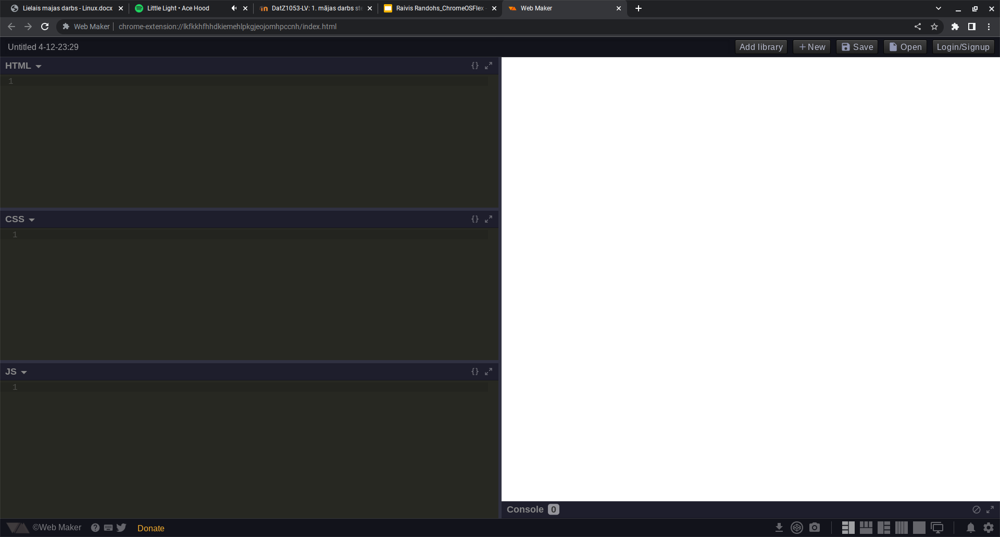 Lielais majas darbs - Linux.docx
Little Light • Ace Hood
DatZ1053-LV: 1. mājas darbs
Raivis Randohs_ChromeOSFlex
Web Maker
Web Maker | chrome-extension://lkfkkhfhhdkiemehlpkgjeojomhpccnh/index.html
Untitled 4-12-23:29
Add library
+ New
Save
Open
Login/Signup
HTML
{}
1
CSS
{}
1
JS
{}
1
Console 0
©Web Maker
?
Donate